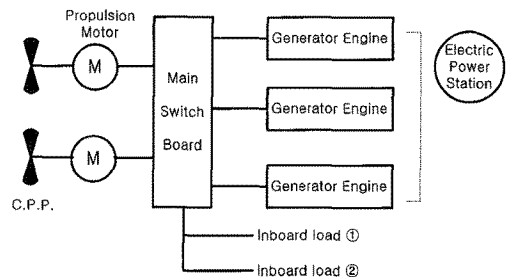 Propulsion
Motor
M
Main
Switch
Board
Generator Engine
Electric
Power
Station
Generator Engine
M
Generator Engine
C.P.P.
Inboard load ①
Inboard load ②